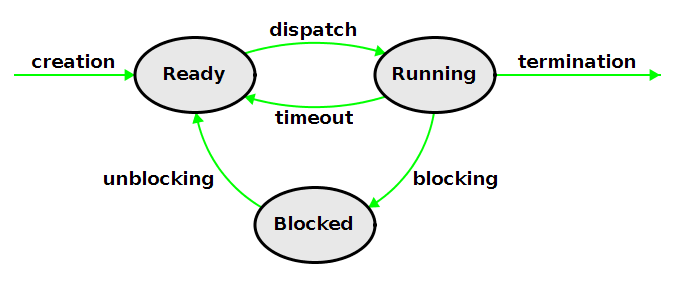 dispatch
creation
termination
Ready
Running
timeout
unblocking
blocking
Blocked